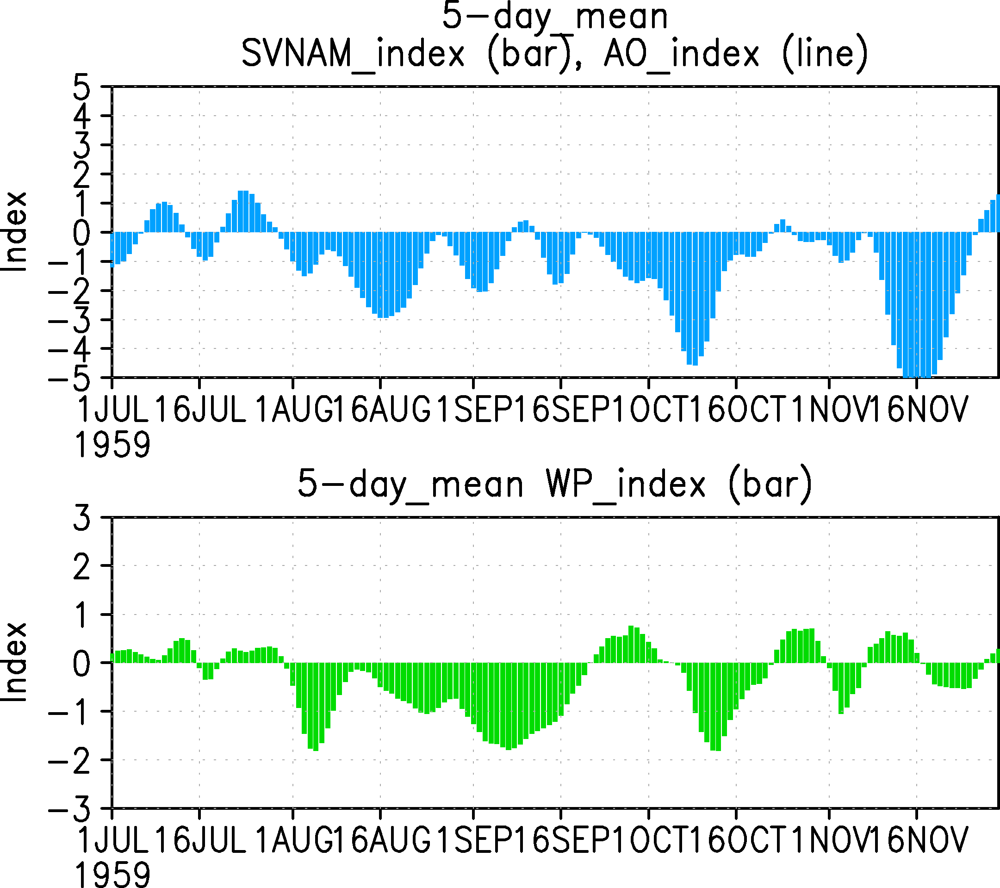 5-day_mean
SVNAM_index (bar), AO_index (line)
Index
5
4
3
2
1
0
-1
-2
-3
-4
-5
1JUL 16JUL 1AUG 16AUG 1SEP 16SEP 1OCT 16OCT 1NOV 16NOV
1959
5-day_mean WP_index (bar)
Index
3
2
1
0
-1
-2
-3
1JUL 16JUL 1AUG 16AUG 1SEP 16SEP 1OCT 16OCT 1NOV 16NOV
1959